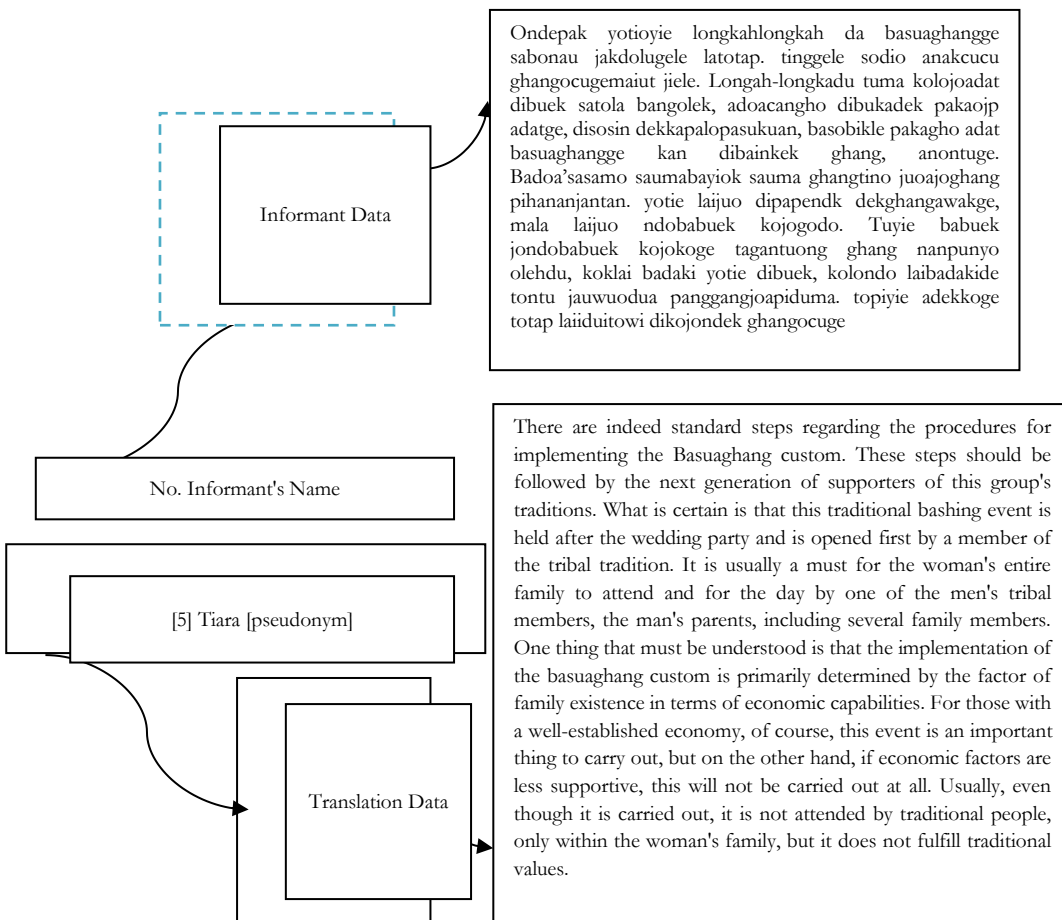 Ondepak yotioyie longkahlongkah da basuaghangge
sabonau jakdolugele latotap. tinggele sodio anakcucu
ghangocugemaiut jiele. Longah-longkadu tuma kolojoadat
dibuek satola bangolek, adoacangho dibukadek pakaojp
adatge, disosin dekkapalopasukuan, basobikle pakagho adat
basuaghangge kan dibainkek ghang, anontuge.
Badoa'sasamo saumabayiok sauma ghangtino juoajoghang
pihananjantan. yotie laijuo dipapendk dekghangawakge,
mala laijuo ndobabuek kojogodo. Tuyie babuek
jondobabuek kojokoge tagantuong ghang nanpunyo
olehdu, koklai badaki yotie dibuek, kolondo laibadakide
tontu jauwuodua panggangjoapiduma. topiyie adekkoge
totap laiiduitowi dikojondek ghangocuge
Informant Data
No. Informant's Name
[5] Tiara [pseudonym]
Translation Data
There are indeed standard steps regarding the procedures for
implementing the Basuaghang custom. These steps should be
followed by the next generation of supporters of this group's
traditions. What is certain is that this traditional bashing event is
held after the wedding party and is opened first by a member of
the tribal tradition. It is usually a must for the woman's entire
family to attend and for the day by one of the men's tribal
members, the man's parents, including several family members.
One thing that must be understood is that the implementation of
the basuaghang custom is primarily determined by the factor of
family existence in terms of economic capabilities. For those with
a well-established economy, of course, this event is an important
thing to carry out, but on the other hand, if economic factors are
less supportive, this will not be carried out at all. Usually, even
though it is carried out, it is not attended by traditional people,
only within the woman's family, but it does not fulfill traditional
values.